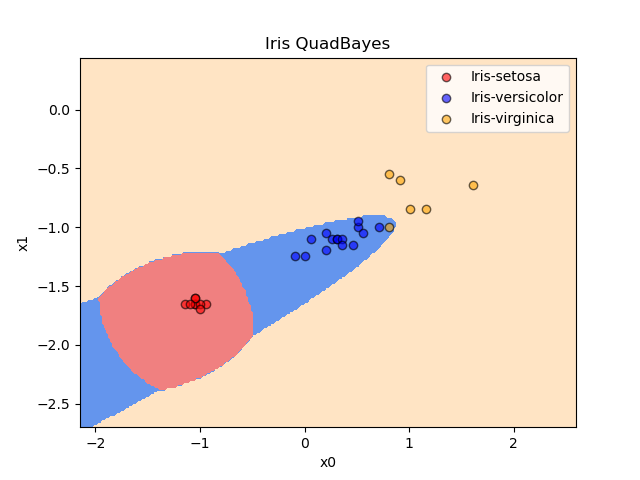 Iris QuadBayes
Iris-setosa
Iris-versicolor
Iris-virginica
0.0
−0.5
−1.0
−1.5
−2.0
−2.5
x1
−2 −1 0 1 2
x0